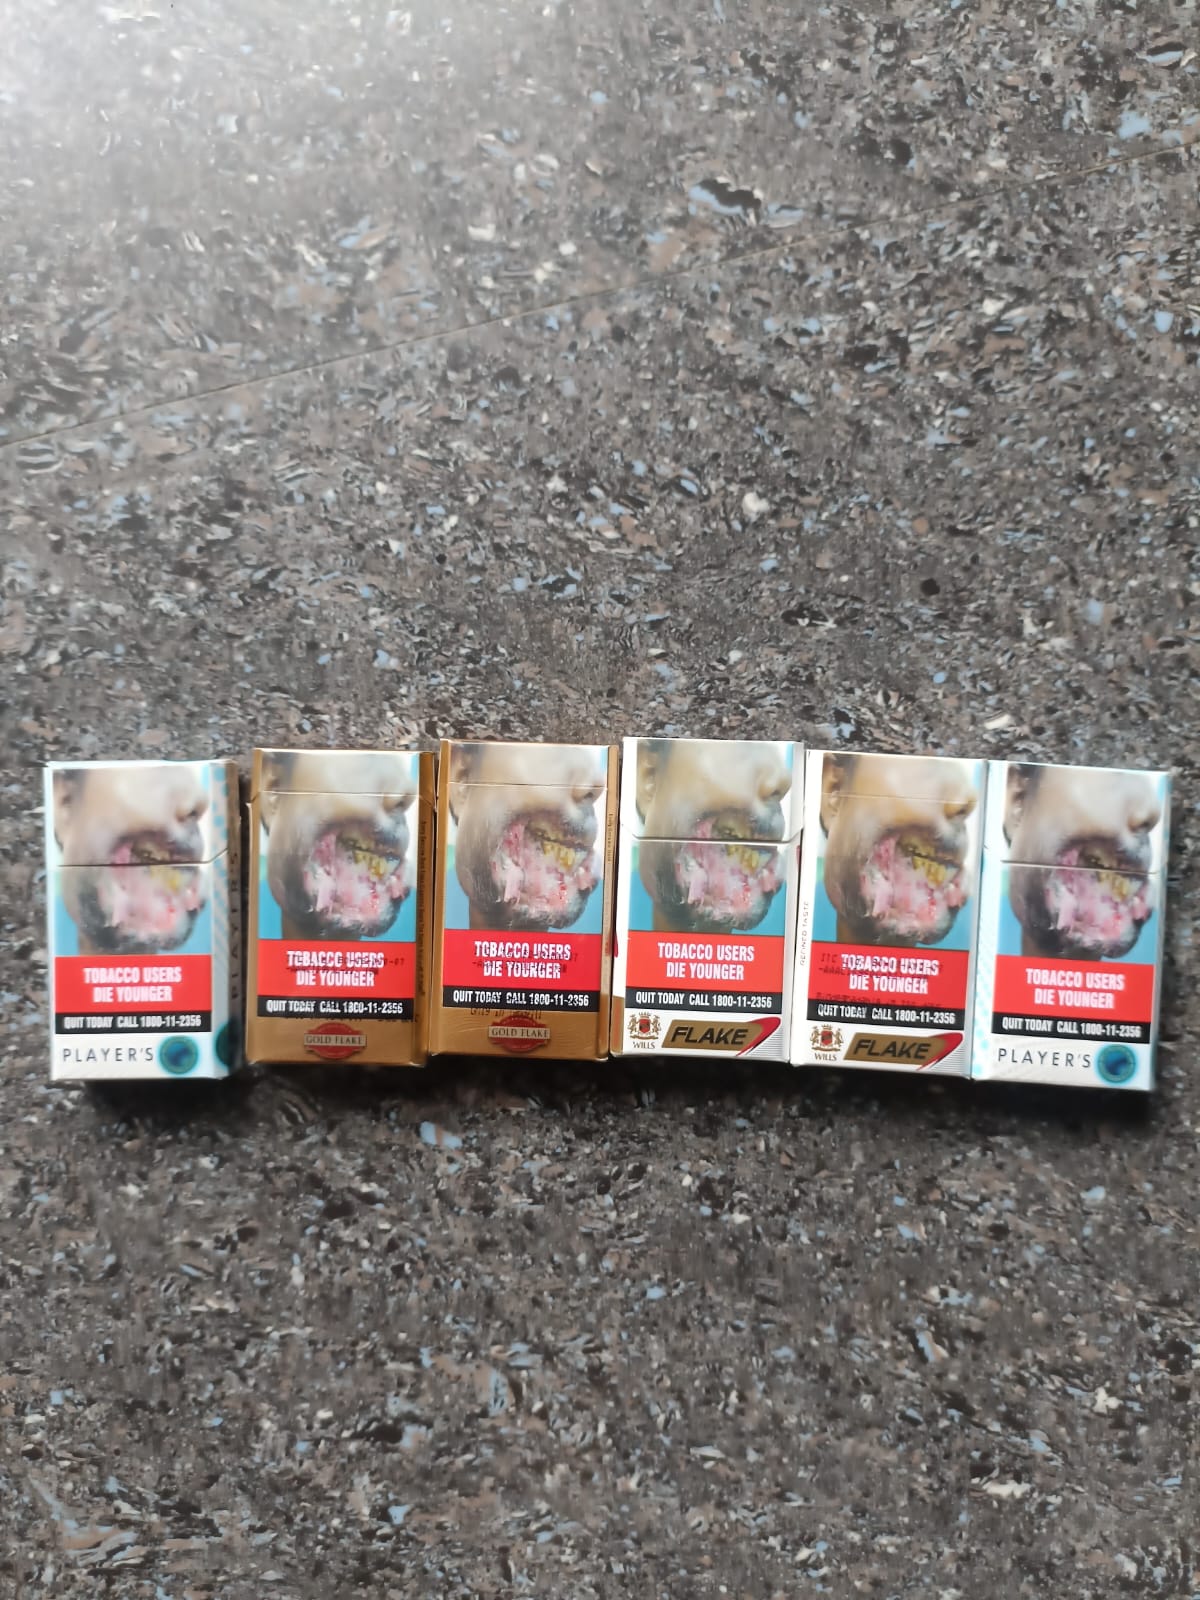 TOBACCO USERS
DIE YOUNGER
QUIT TODAY CALL 1800-11-2356
PLAYER'S
TOBACCO USERS
DIE YOUNGER
QUIT TODAY CALL 1800-11-2356
GOLD FLAKE
TOBACCO USERS
DIE YOUNGER
QUIT TODAY CALL 1800-11-2356
GOLD FLAKE
TOBACCO USERS
DIE YOUNGER
QUIT TODAY CALL 1800-11-2356
WILLS
FLAKE
REFINED TASTE
TOBACCO USERS
DIE YOUNGER
QUIT TODAY CALL 1800-11-2356
WILLS
FLAKE
TOBACCO USERS
DIE YOUNGER
QUIT TODAY CALL 1800-11-2356
PLAYER'S